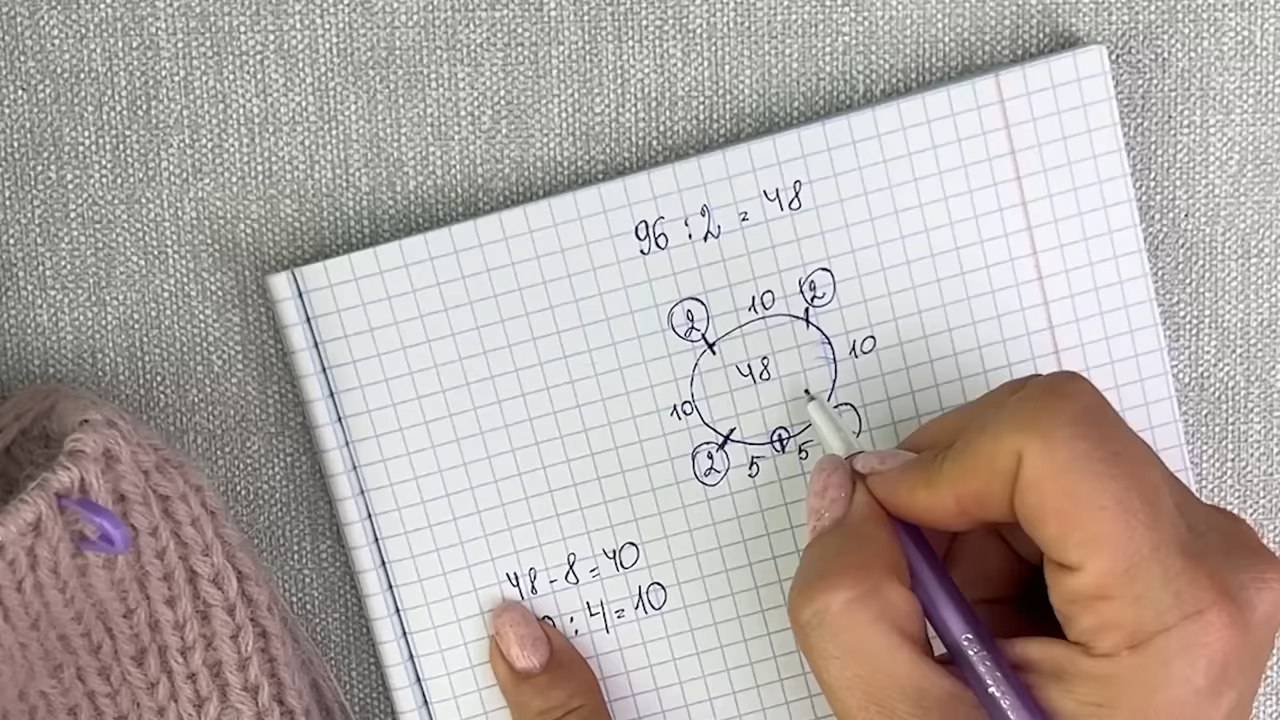 96 : 2 = 48
2 10 2
48 10
10
2 5 5
48 - 8 = 40
: 4 = 10